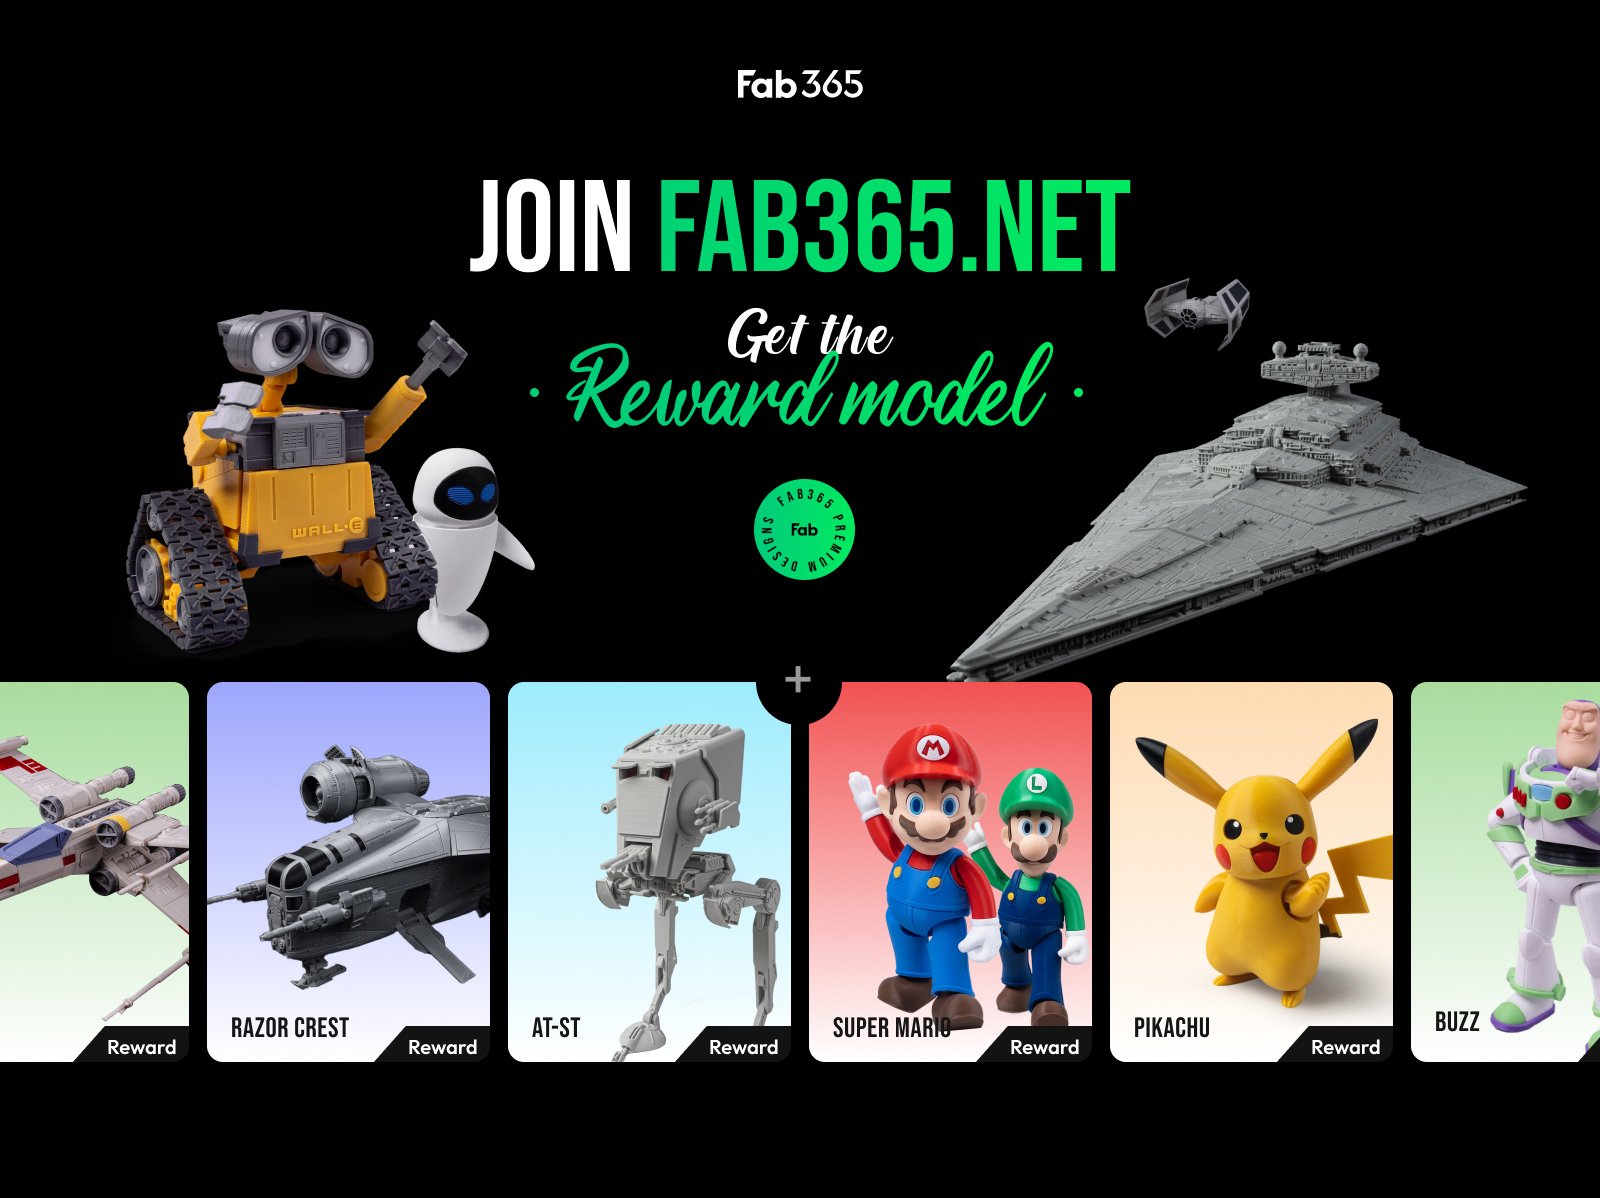 Fab365
JOIN FAB365.NET
Get the
· Reward model ·
FAB365 PREMIUM DESIGNS
Fab
WALL·E
+
M
L
RAZOR CREST
AT-ST
SUPER MARIO
PIKACHU
BUZZ
Reward
Reward
Reward
Reward
Reward